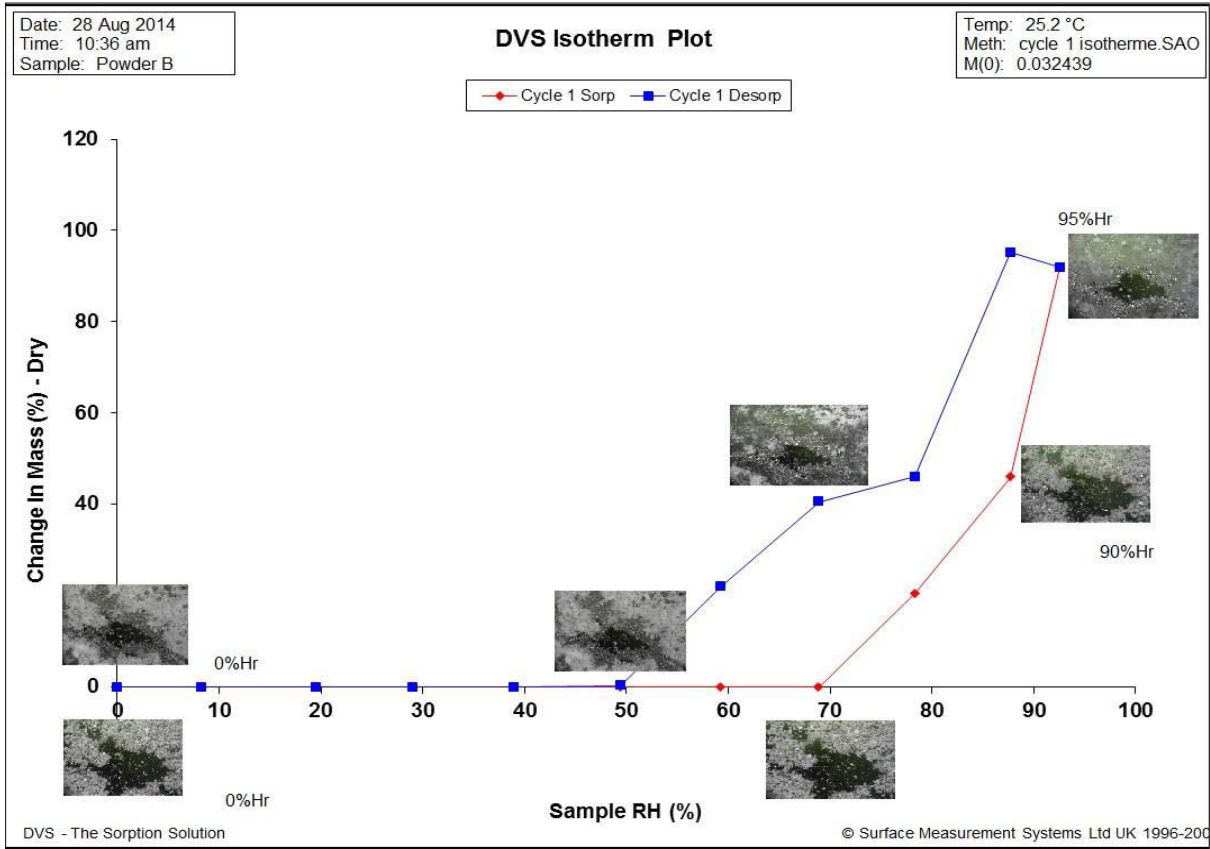 Date: 28 Aug 2014
Time: 10:36 am
Sample: Powder B
DVS Isotherm Plot
Temp: 25.2 °C
Meth: cycle 1 isotherme.SAO
M(0): 0.032439
Cycle 1 Sorp
Cycle 1 Desorp
120
100
80
60
40
0
Change In Mass (%) - Dry
95%Hr
90%Hr
0%Hr
0 10 20 30 40 50 60 70 80 90 100
0%Hr
Sample RH (%)
DVS - The Sorption Solution
© Surface Measurement Systems Ltd UK 1996-200